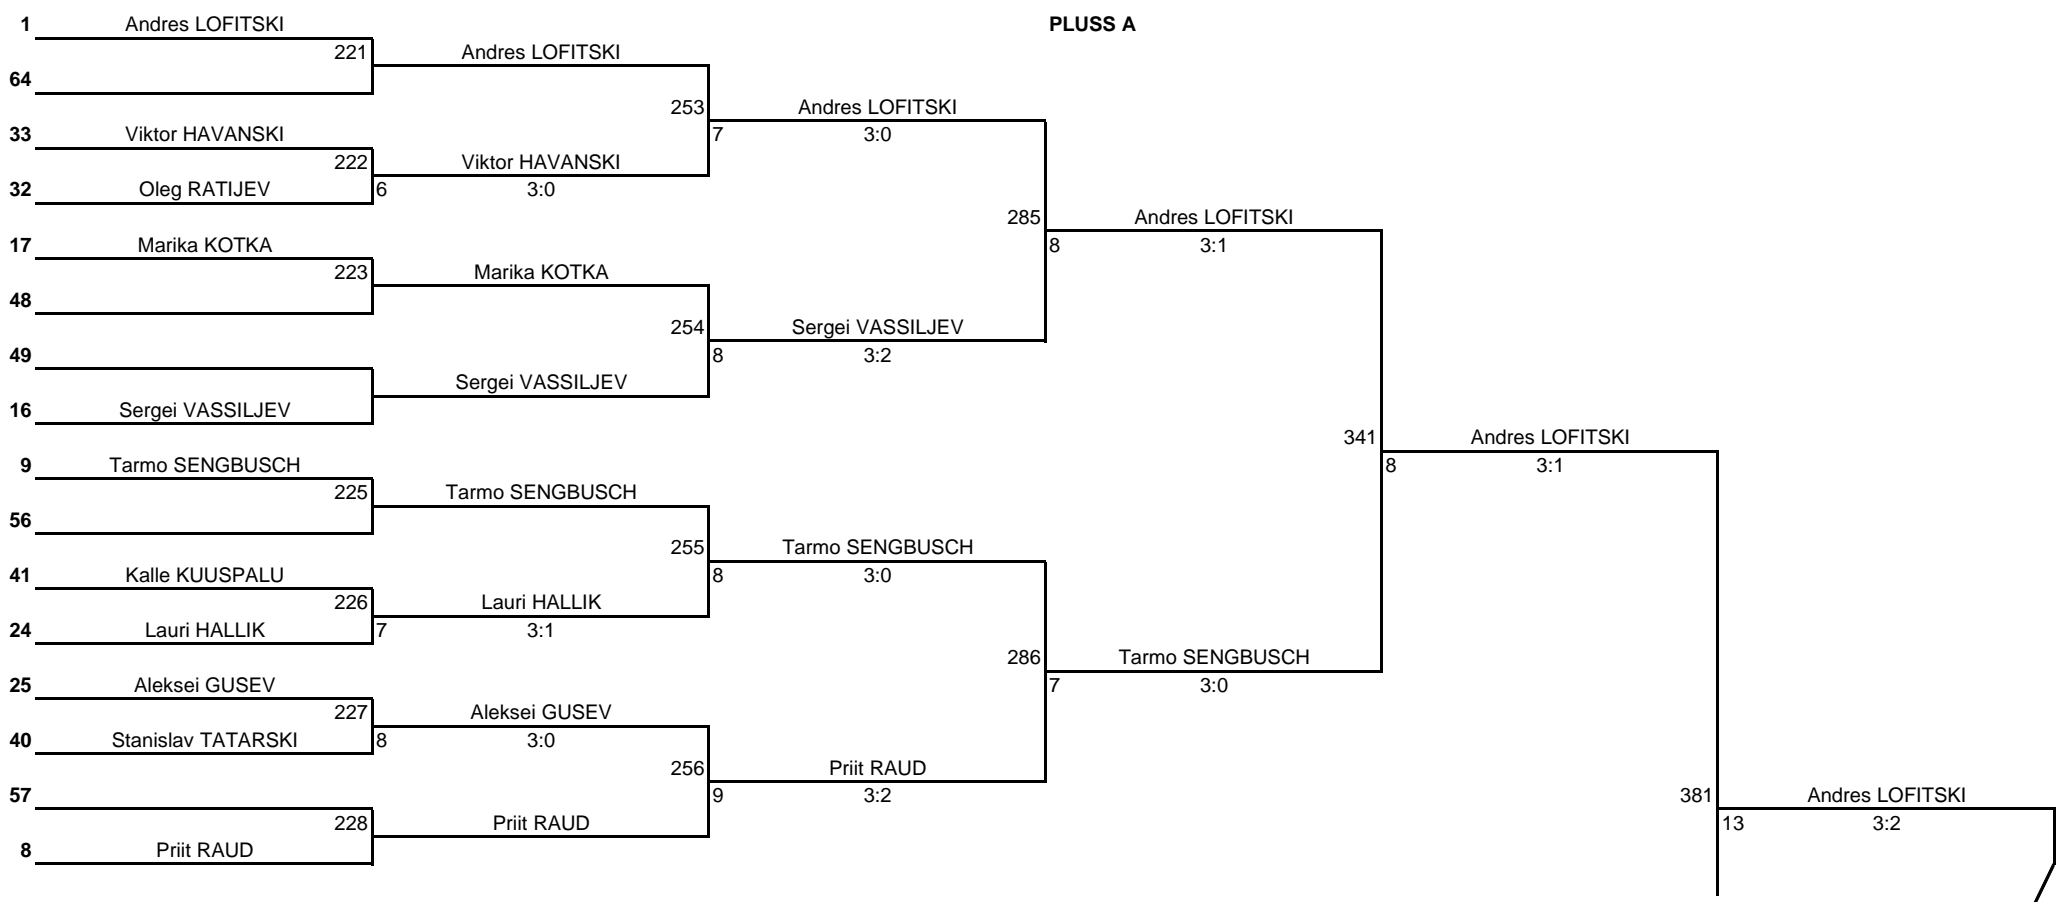 1 Andres LOFITSKI PLUSS A
221 Andres LOFITSKI
64
253 Andres LOFITSKI
33 Viktor HAVANSKI 7 3:0
222 Viktor HAVANSKI
32 Oleg RATIJEV 6 3:0
285 Andres LOFITSKI
17 Marika KOTKA 8 3:1
223 Marika KOTKA
48
254 Sergei VASSILJEV
49 8 3:2
Sergei VASSILJEV
16 Sergei VASSILJEV
341 Andres LOFITSKI
9 Tarmo SENGBUSCH 8 3:1
225 Tarmo SENGBUSCH
56
255 Tarmo SENGBUSCH
41 Kalle KUUSPALU 8 3:0
226 Lauri HALLIK
24 Lauri HALLIK 7 3:1
286 Tarmo SENGBUSCH
25 Aleksei GUSEV 7 3:0
227 Aleksei GUSEV
40 Stanislav TATARSKI 8 3:0
256 Priit RAUD
57 9 3:2 381 Andres LOFITSKI
228 Priit RAUD 13 3:2
8 Priit RAUD